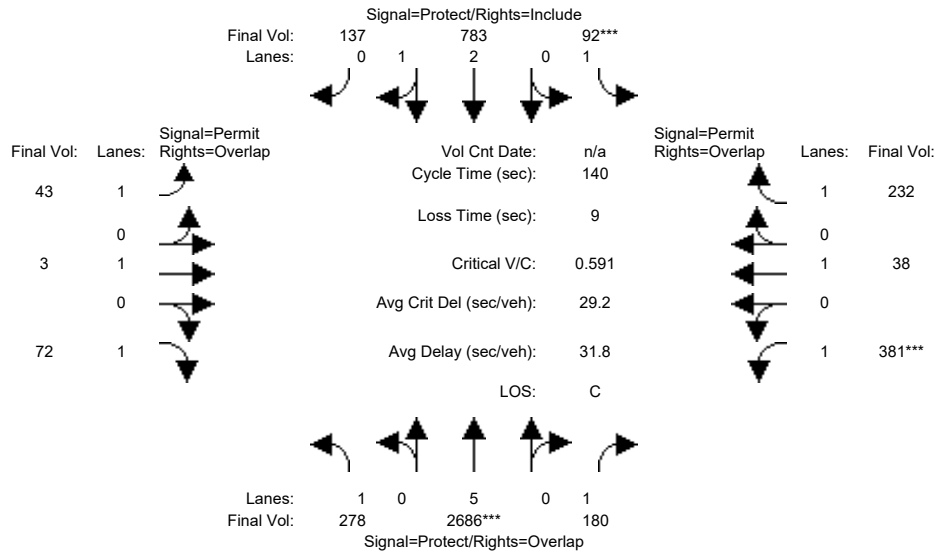 Signal=Protect/Rights=Include
Final Vol: 137 783 92***
Lanes: 0 1 2 0 1
Signal=Permit Signal=Permit
Final Vol: Lanes: Rights=Overlap Vol Cnt Date: n/a Rights=Overlap Lanes: Final Vol:
Cycle Time (sec): 140
43 1 1 232
Loss Time (sec): 9
0 0
3 1 Critical V/C: 0.591 1 38
0 Avg Crit Del (sec/veh): 29.2 0
72 1 Avg Delay (sec/veh): 31.8 1 381***
LOS: C
Lanes: 1 0 5 0 1
Final Vol: 278 2686*** 180
Signal=Protect/Rights=Overlap